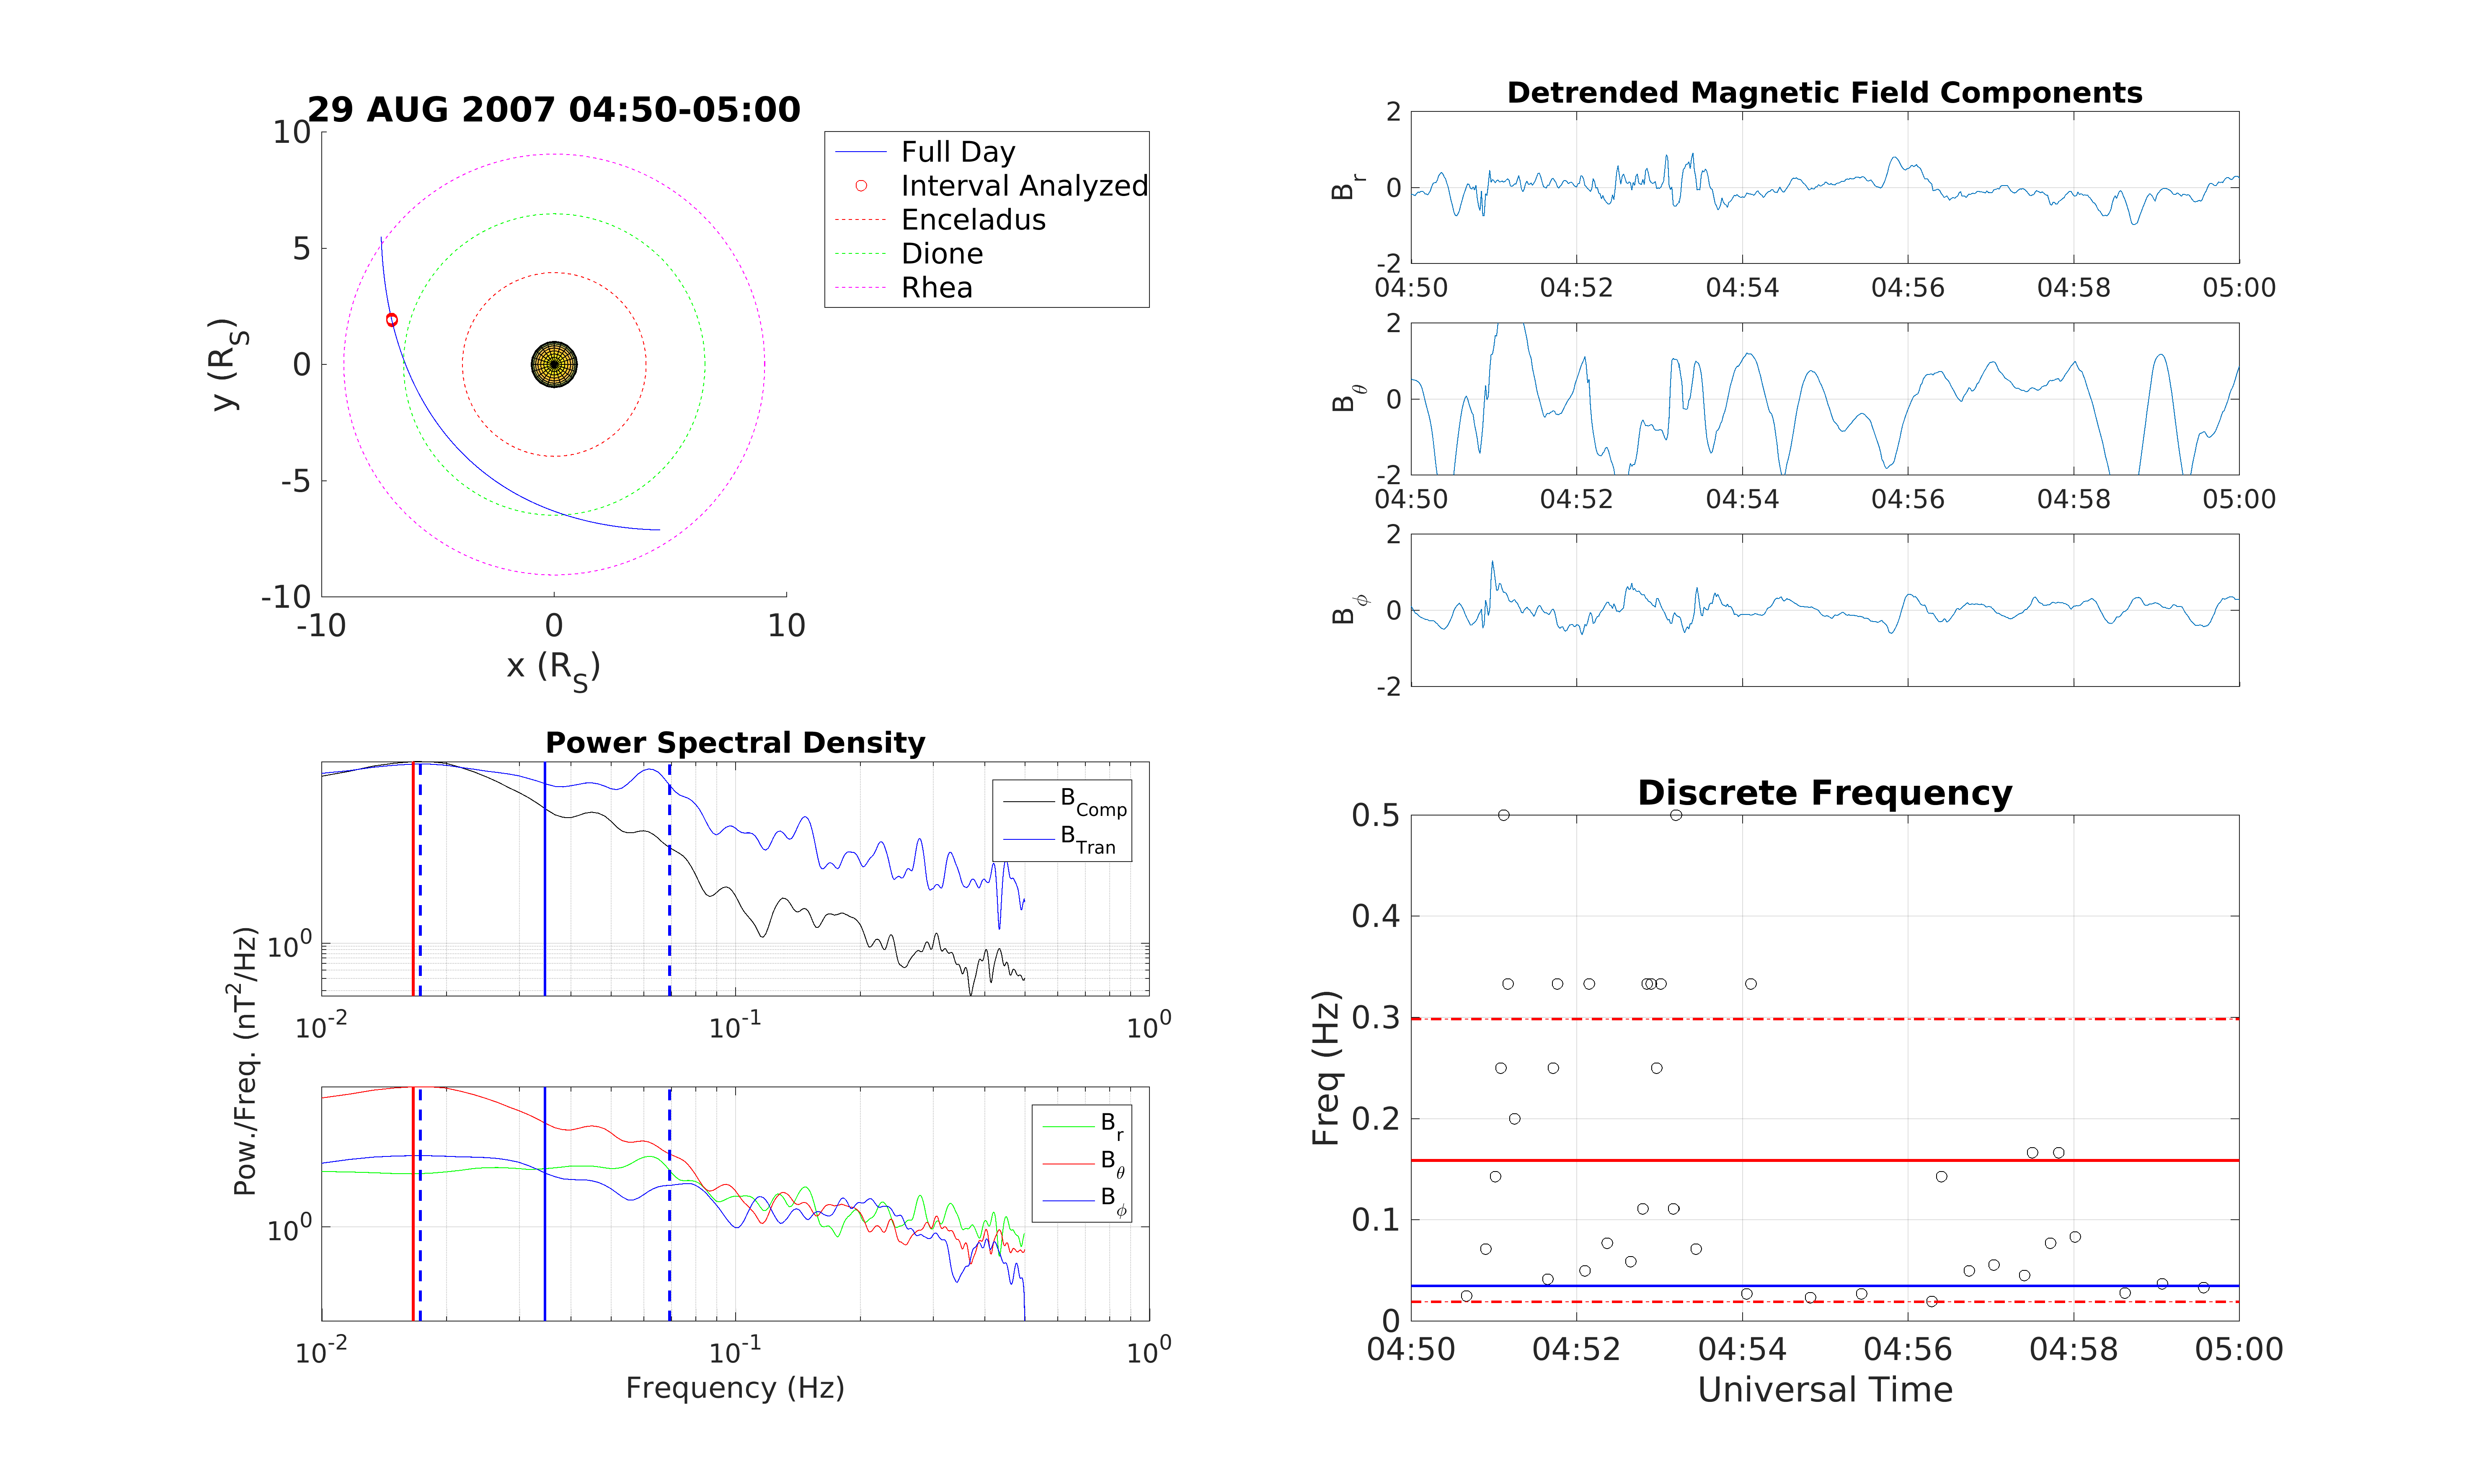 29 AUG 2007 04:50-05:00
10
5
0
-5
-10
-10 0 10
y (R_S)
x (R_S)
Full Day
Interval Analyzed
Enceladus
Dione
Rhea
Detrended Magnetic Field Components
2
0
-2
B_r
04:50 04:52 04:54 04:56 04:58 05:00
2
0
-2
B_θ
04:50 04:52 04:54 04:56 04:58 05:00
2
0
-2
B_ϕ
Power Spectral Density
10^0
10^-2 10^-1 10^0
B_Comp
B_Tran
Pow./Freq. (nT^2/Hz)
10^0
10^-2 10^-1 10^0
B_r
B_θ
B_ϕ
Frequency (Hz)
Discrete Frequency
0.5
0.4
0.3
0.2
0.1
0
Freq (Hz)
04:50 04:52 04:54 04:56 04:58 05:00
Universal Time